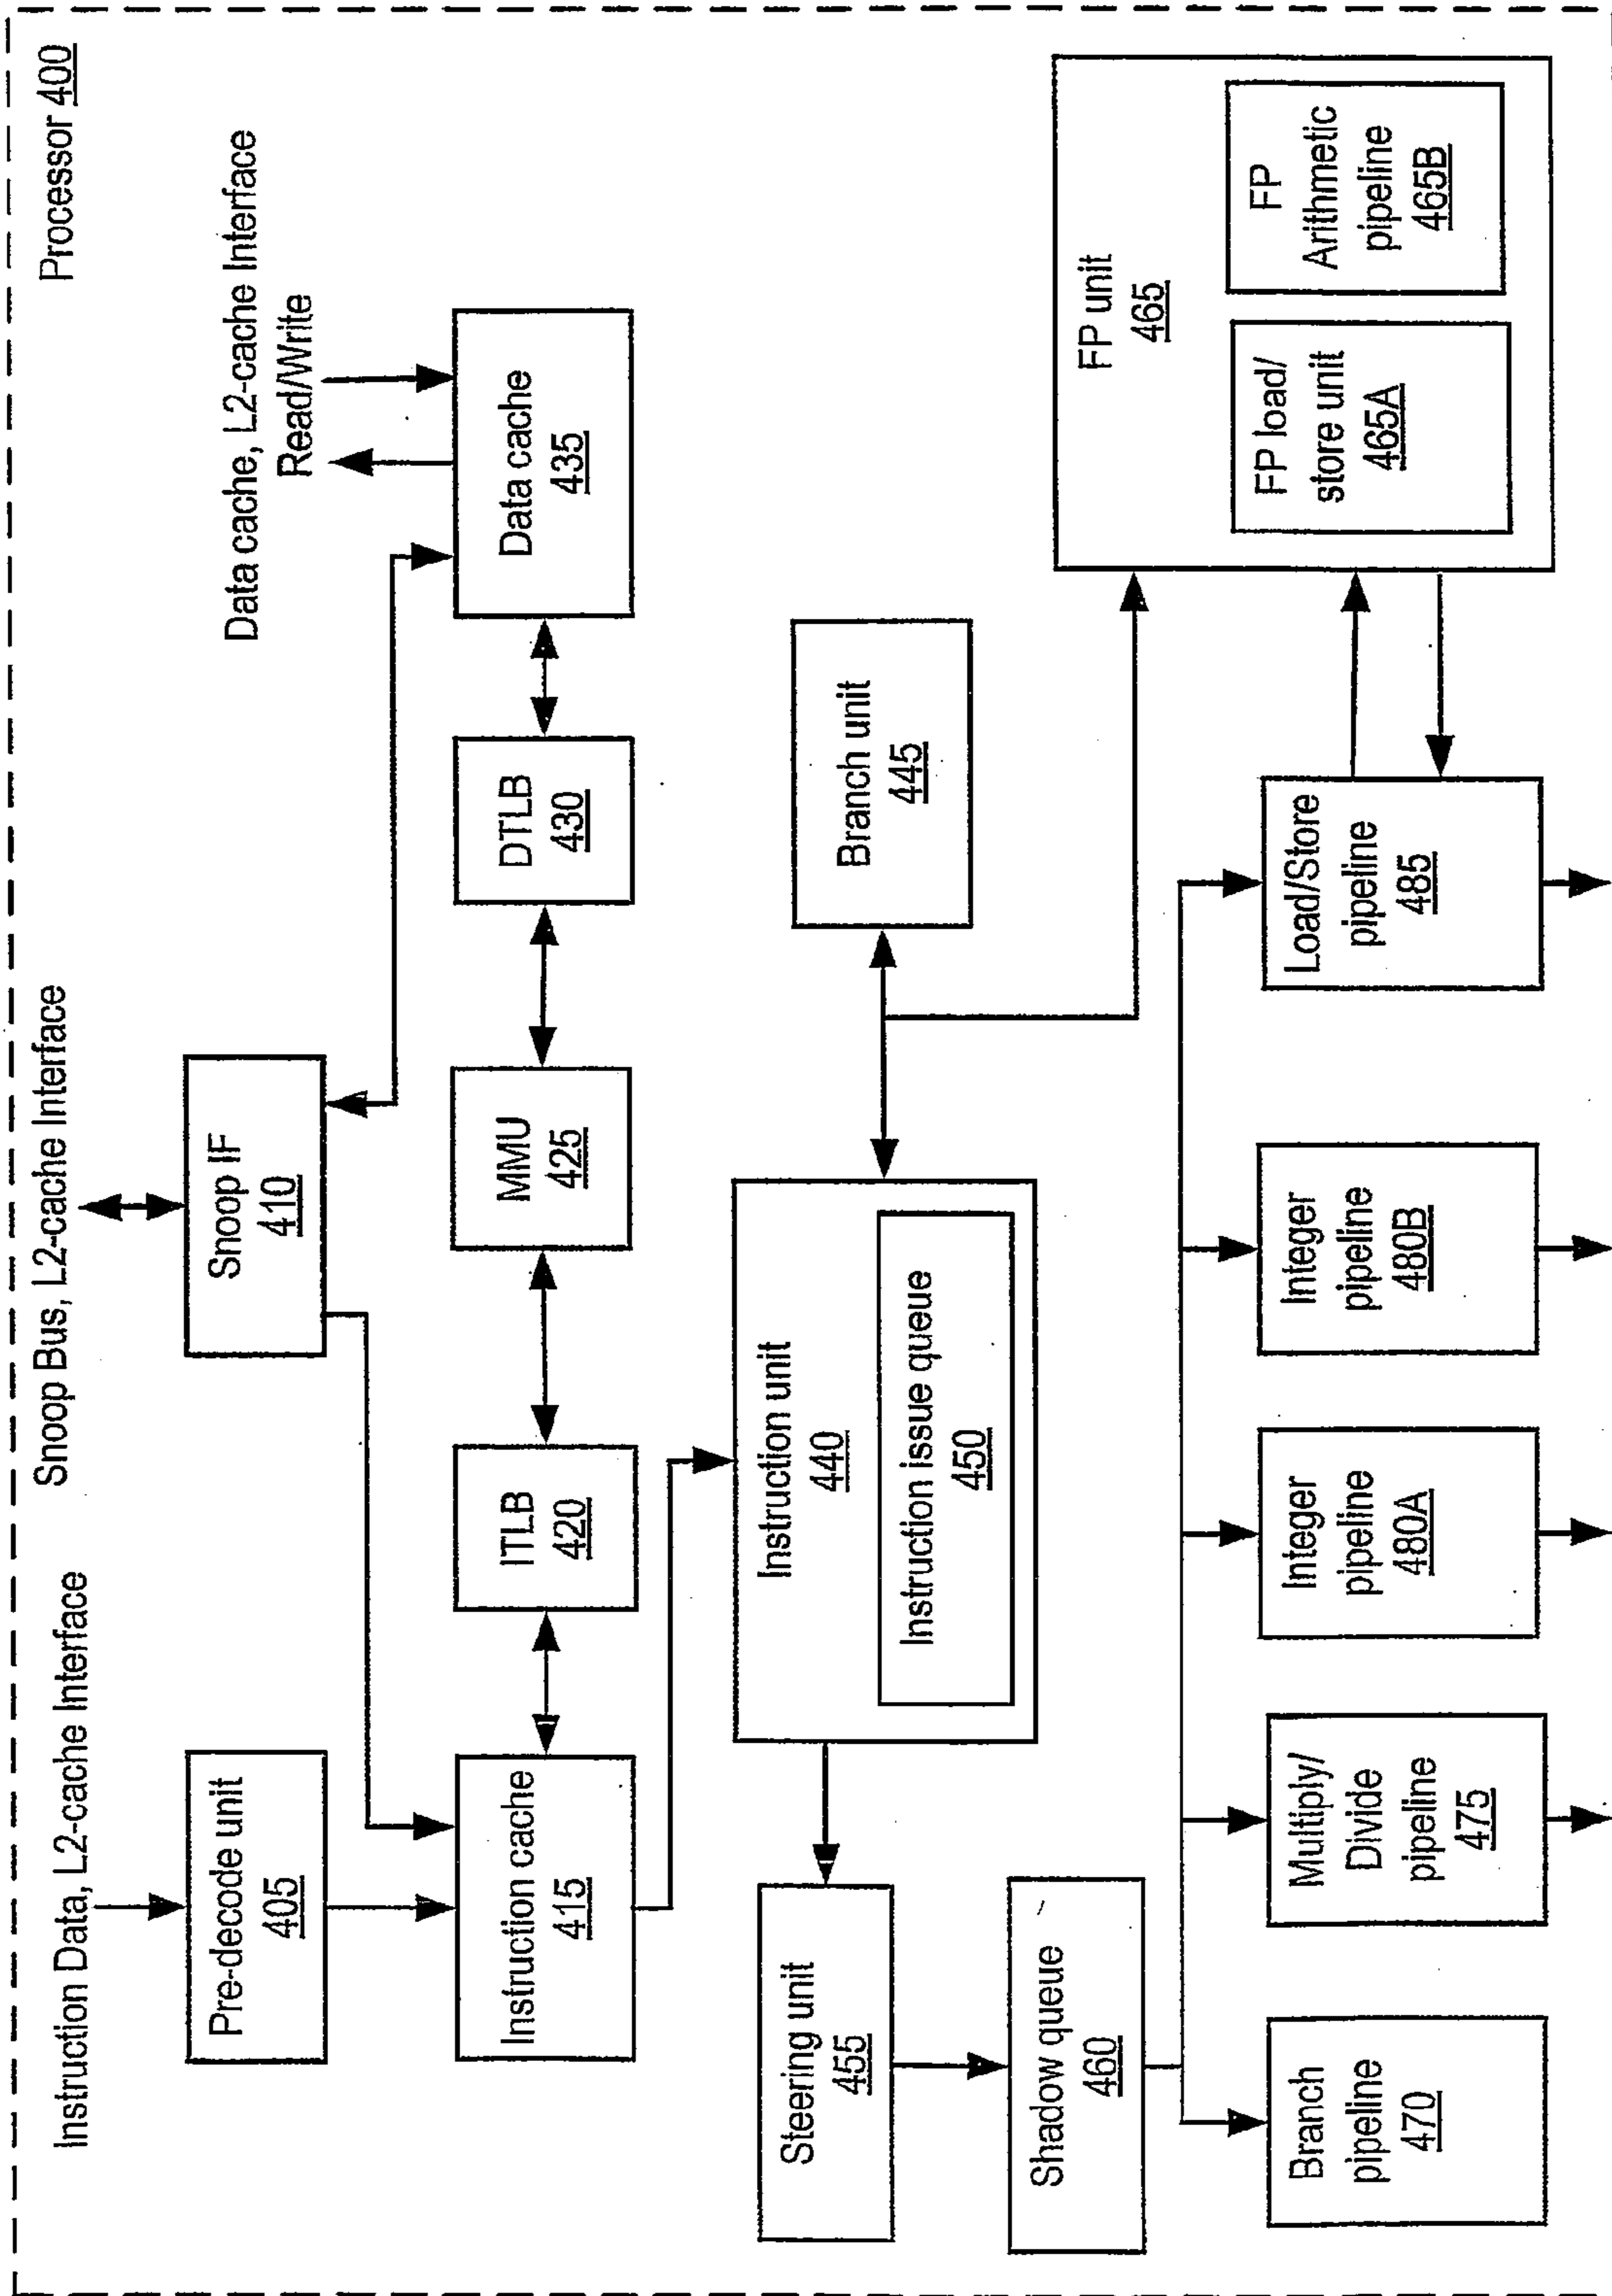 Processor 400
Instruction Data, L2-cache Interface
Snoop Bus, L2-cache Interface
Data cache, L2-cache Interface
Read/Write
Pre-decode unit
405
Snoop IF
410
Instruction cache
415
ITLB
420
MMU
425
DTLB
430
Data cache
435
Instruction unit
440
Instruction issue queue
450
Branch unit
445
Steering unit
455
Shadow queue
460
FP unit
465
FP load/
store unit
465A
FP
Arithmetic
pipeline
465B
Branch
pipeline
470
Multiply/
Divide
pipeline
475
Integer
pipeline
480A
Integer
pipeline
480B
Load/Store
pipeline
485